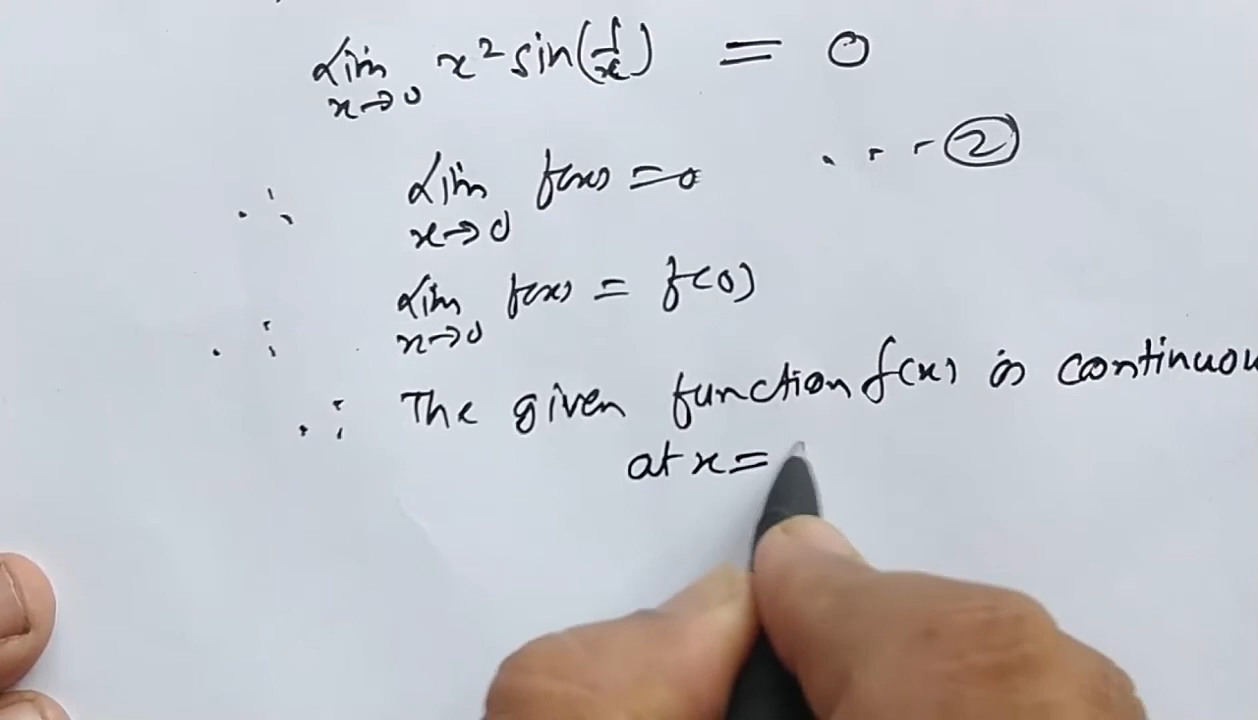 Lim x→0 x² sin(1/x) = 0
∴ Lim x→0 f(x) = 0 ... ②
∴ Lim x→0 f(x) = f(0)
∴ The given function f(x) is continuou
at x =